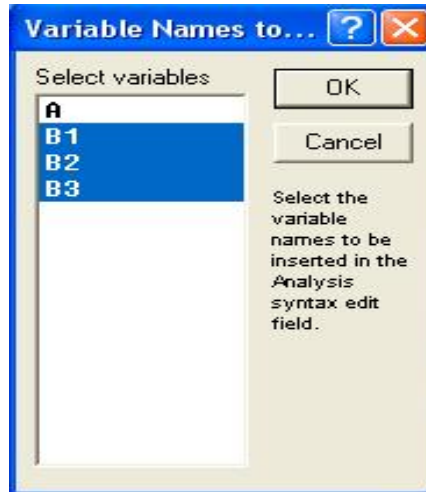 Variable Names to...
Select variables
A
B1
B2
B3
OK
Cancel
Select the
variable
names to be
inserted in the
Analysis
syntax edit
field.